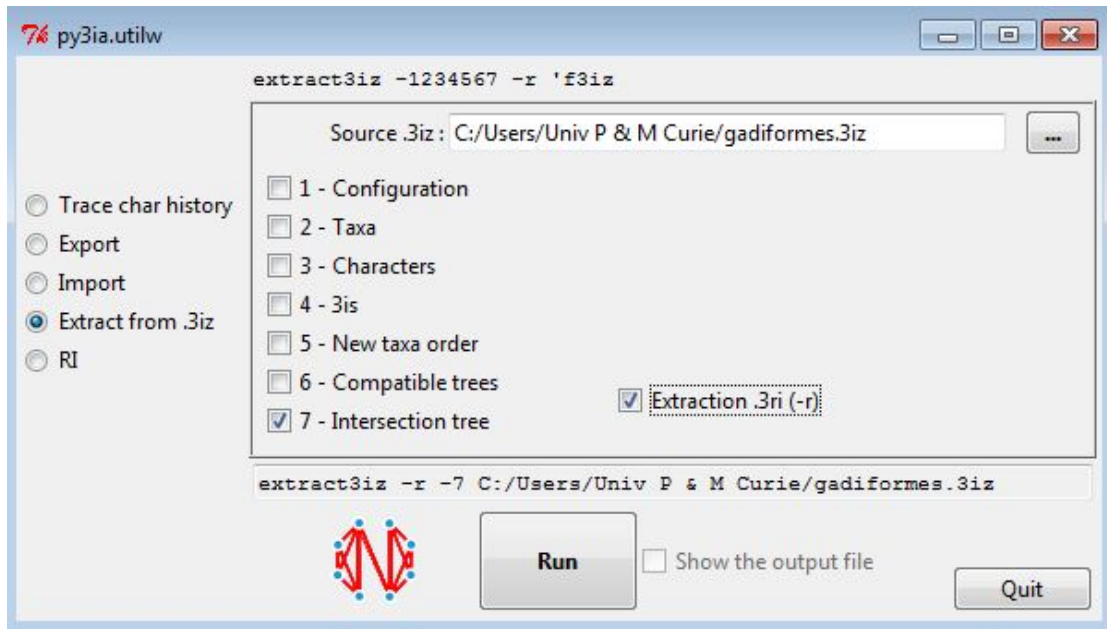 py3ia.utilw
extract3iz -1234567 -r 'f3iz
Source .3iz : C:/Users/Univ P & M Curie/gadiformes.3iz ...
1 - Configuration
Trace char history
2 - Taxa
Export
3 - Characters
Import
4 - 3is
Extract from .3iz
5 - New taxa order
RI
6 - Compatible trees
Extraction .3ri (-r)
7 - Intersection tree
extract3iz -r -7 C:/Users/Univ P & M Curie/gadiformes.3iz
Run
Show the output file
Quit